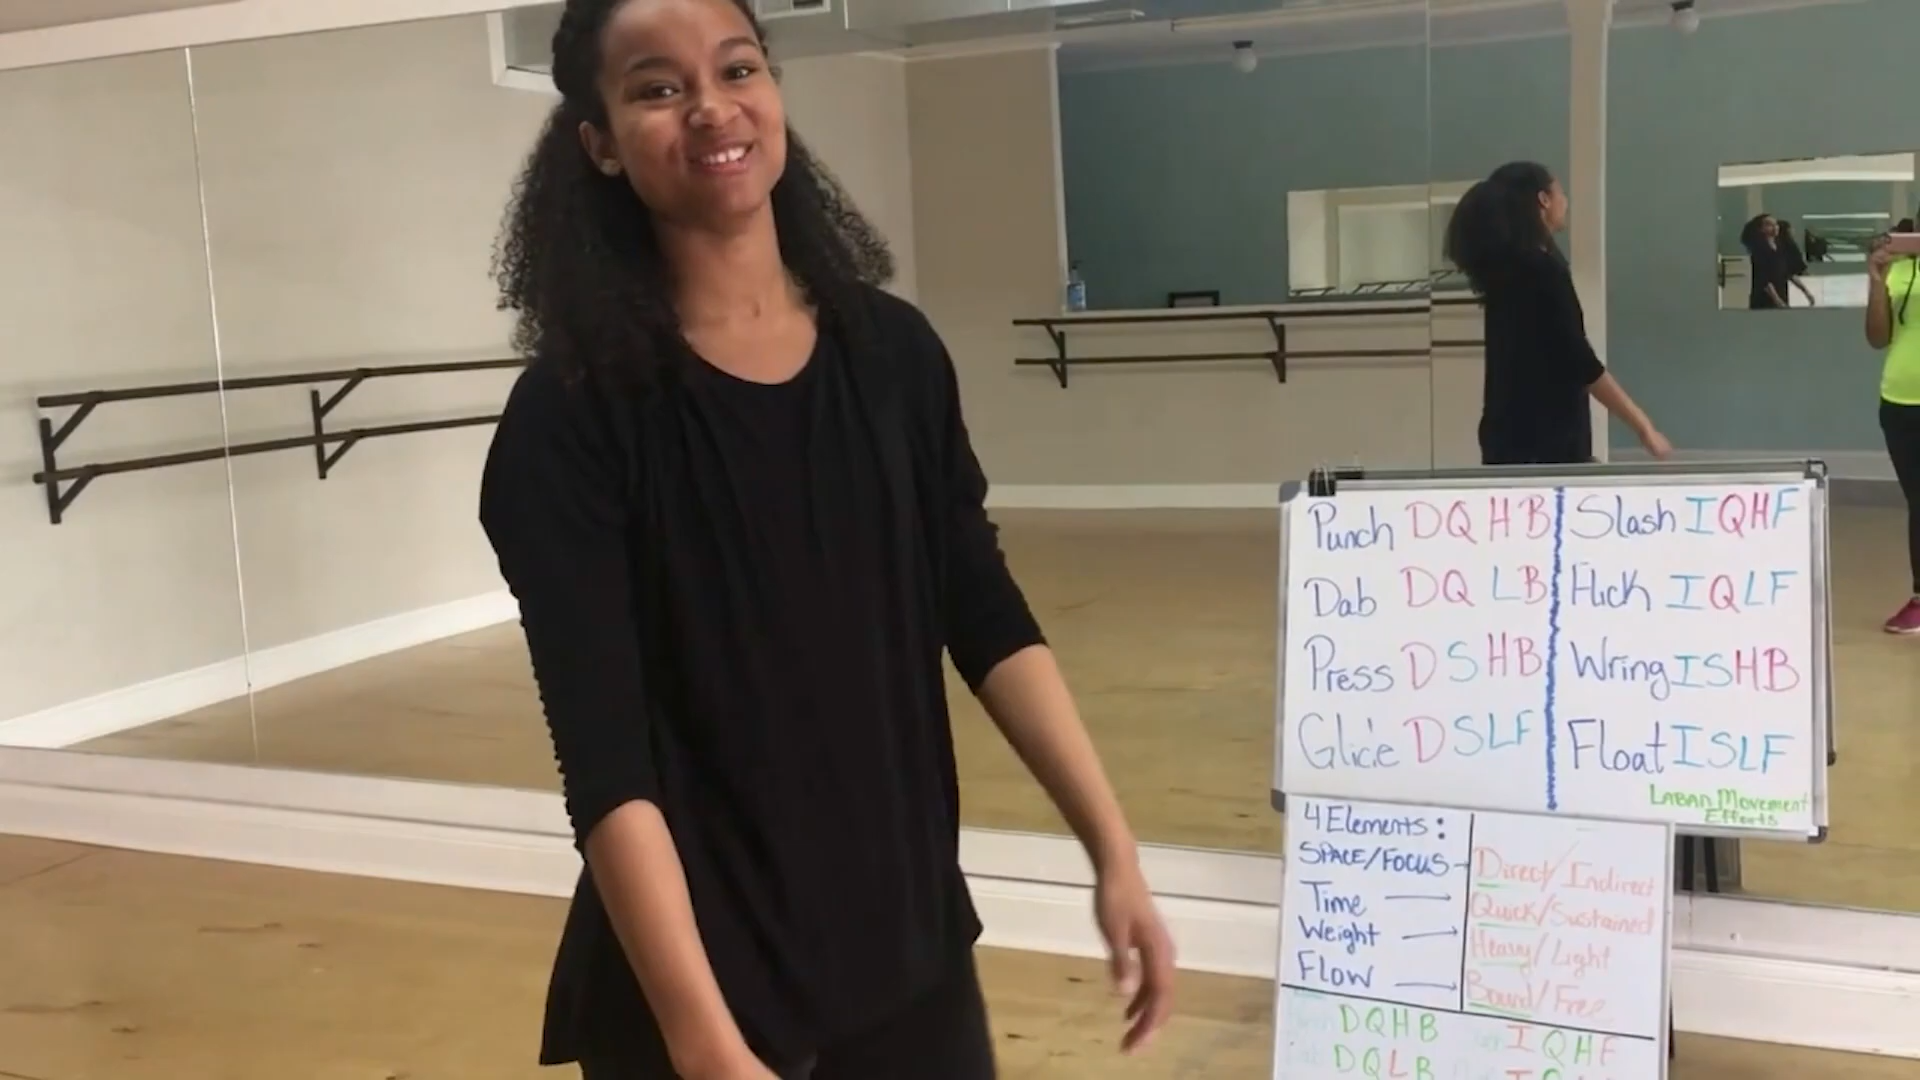 Punch DQHB Slash IQHF
Dab DQLB Flick IQLF
Press DSHB Wring ISHB
Glide DSLF Float ISLF
LABAN Movement
Efforts
4 Elements:
SPACE/FOCUS → Direct/Indirect
Time → Quick/Sustained
Weight → Heavy/Light
Flow → Bound/Free
DQHB IQHF
DQLB